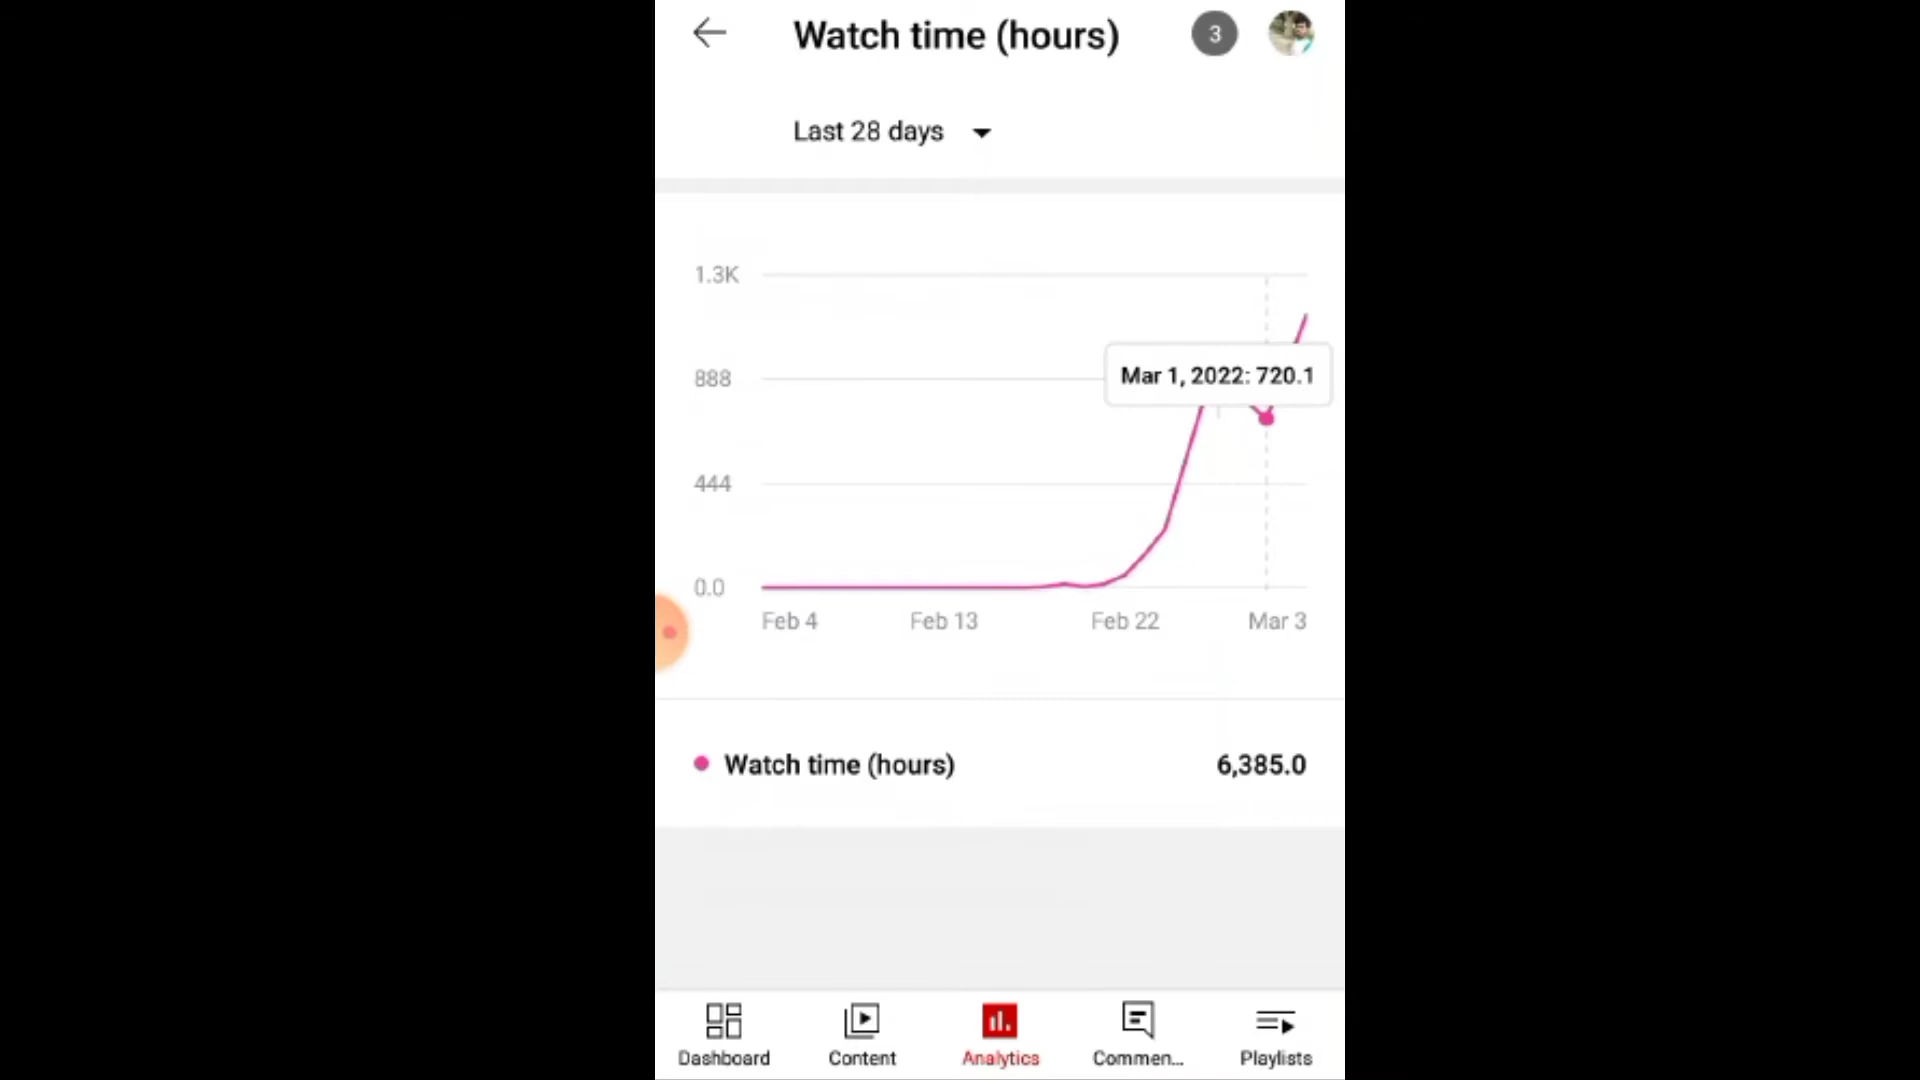 Watch time (hours)
3
Last 28 days
1.3K
888
Mar 1, 2022: 720.1
444
0.0
Feb 4
Feb 13
Feb 22
Mar 3
Watch time (hours)
6,385.0
Dashboard
Content
Analytics
Commen...
Playlists